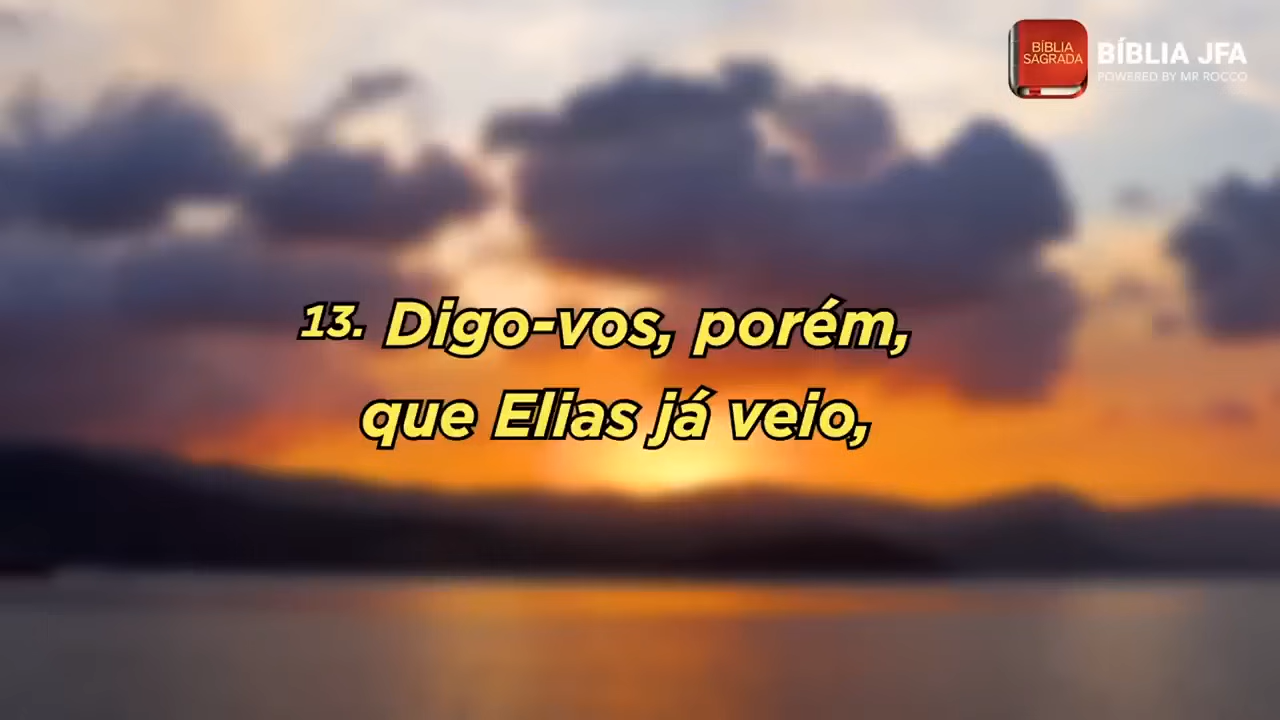 BÍBLIA
SAGRADA
BÍBLIA JFA
POWERED BY MR ROCCO
13. Digo-vos, porém,
que Elias já veio,